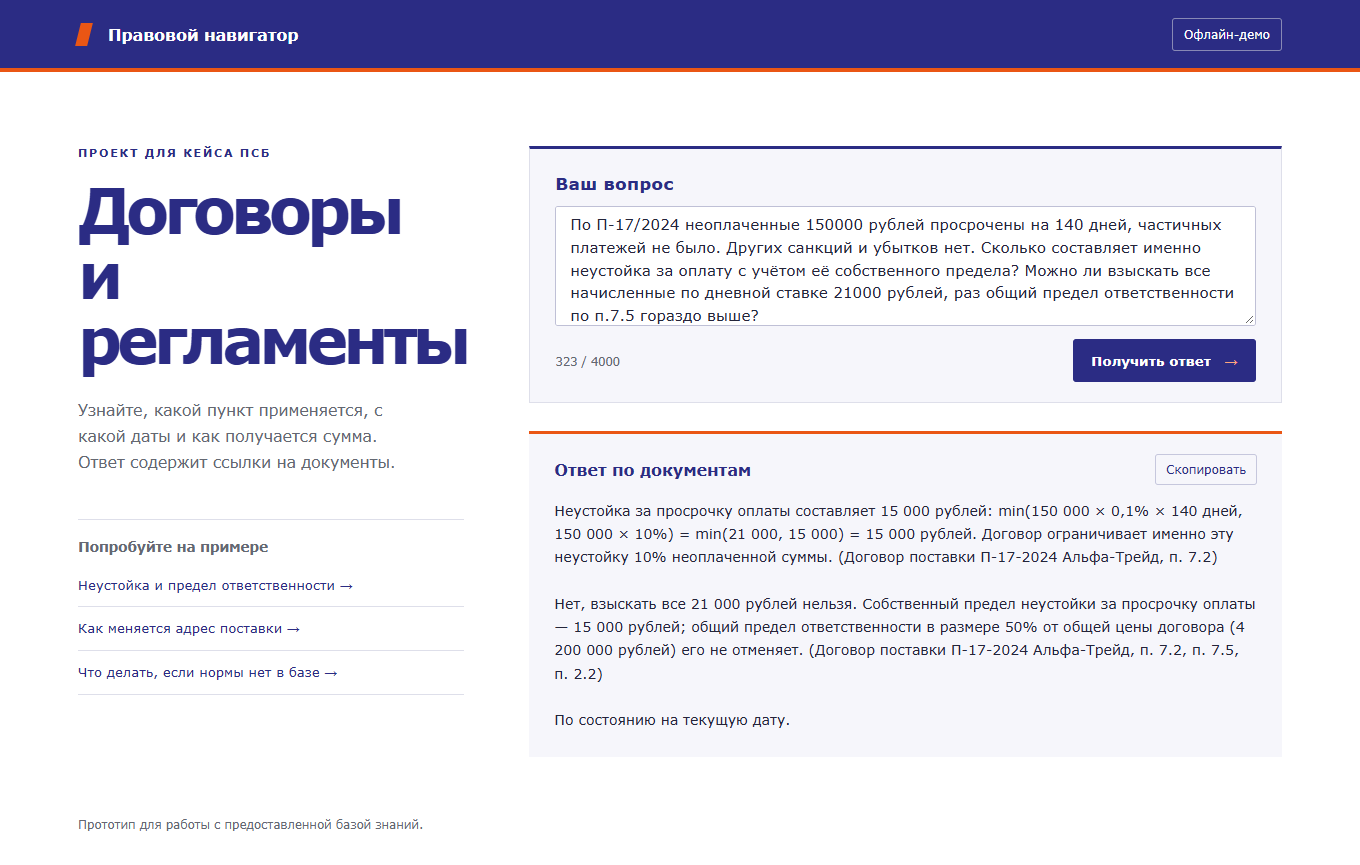 Правовой навигатор
Офлайн-демо
ПРОЕКТ ДЛЯ КЕЙСА ПСБ
Договоры
и
регламенты
Узнайте, какой пункт применяется, с
какой даты и как получается сумма.
Ответ содержит ссылки на документы.
Попробуйте на примере
Неустойка и предел ответственности →
Как меняется адрес поставки →
Что делать, если нормы нет в базе →
Ваш вопрос
По П-17/2024 неоплаченные 150000 рублей просрочены на 140 дней, частичных
платежей не было. Других санкций и убытков нет. Сколько составляет именно
неустойка за оплату с учётом её собственного предела? Можно ли взыскать все
начисленные по дневной ставке 21000 рублей, раз общий предел ответственности
по п.7.5 гораздо выше?
323 / 4000
Получить ответ →
Ответ по документам
Скопировать
Неустойка за просрочку оплаты составляет 15 000 рублей: min(150 000 × 0,1% × 140 дней,
150 000 × 10%) = min(21 000, 15 000) = 15 000 рублей. Договор ограничивает именно эту
неустойку 10% неоплаченной суммы. (Договор поставки П-17-2024 Альфа-Трейд, п. 7.2)
Нет, взыскать все 21 000 рублей нельзя. Собственный предел неустойки за просрочку оплаты
— 15 000 рублей; общий предел ответственности в размере 50% от общей цены договора (4
200 000 рублей) его не отменяет. (Договор поставки П-17-2024 Альфа-Трейд, п. 7.2, п. 7.5,
п. 2.2)
По состоянию на текущую дату.
Прототип для работы с предоставленной базой знаний.